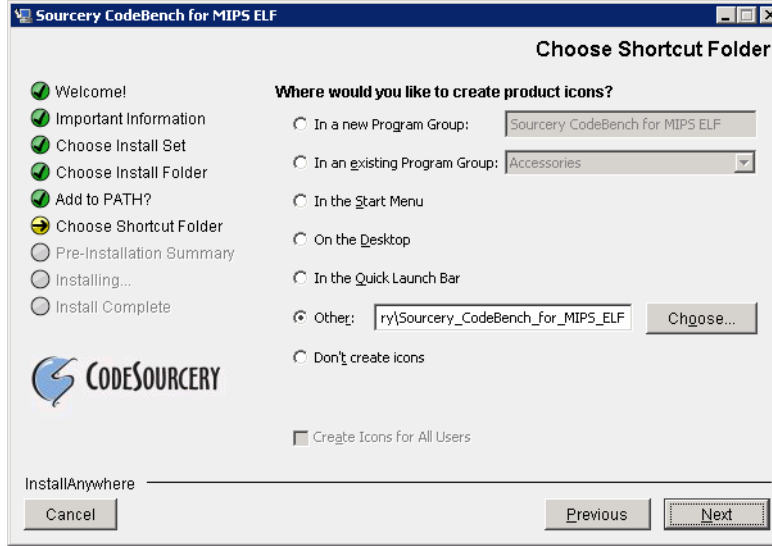 Sourcery CodeBench for MIPS ELF
Choose Shortcut Folder
Welcome!
Important Information
Choose Install Set
Choose Install Folder
Add to PATH?
Choose Shortcut Folder
Pre-Installation Summary
Installing...
Install Complete
CODESOURCERY
Where would you like to create product icons?
In a new Program Group: Sourcery CodeBench for MIPS ELF
In an existing Program Group: Accessories
In the Start Menu
On the Desktop
In the Quick Launch Bar
Other: ry\Sourcery_CodeBench_for_MIPS_ELF Choose...
Don't create icons
Create Icons for All Users
InstallAnywhere
Cancel Previous Next